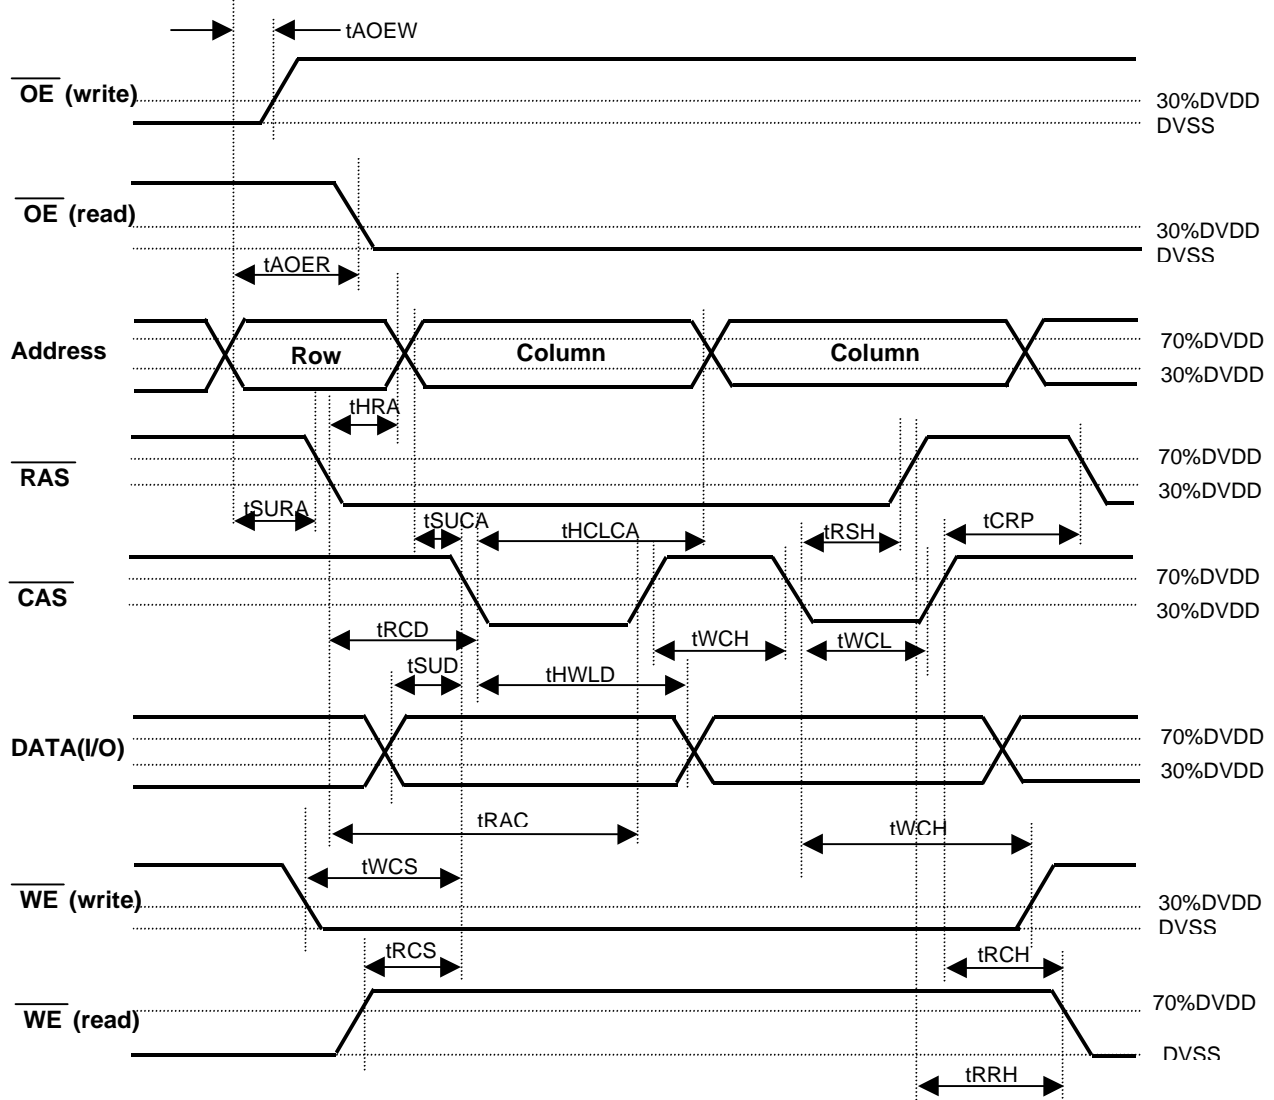 tAOEW
OE (write)
30%DVDD
DVSS
OE (read)
30%DVDD
DVSS
tAOER
Address
Row
Column
Column
70%DVDD
30%DVDD
tHRA
RAS
70%DVDD
30%DVDD
tSURA
tSUCA
tHCLCA
tRSH
tCRP
CAS
70%DVDD
30%DVDD
tRCD
tWCH
tWCL
tSUD
tHWLD
DATA(I/O)
70%DVDD
30%DVDD
tRAC
tWCH
tWCS
WE (write)
30%DVDD
DVSS
tRCS
tRCH
WE (read)
70%DVDD
DVSS
tRRH